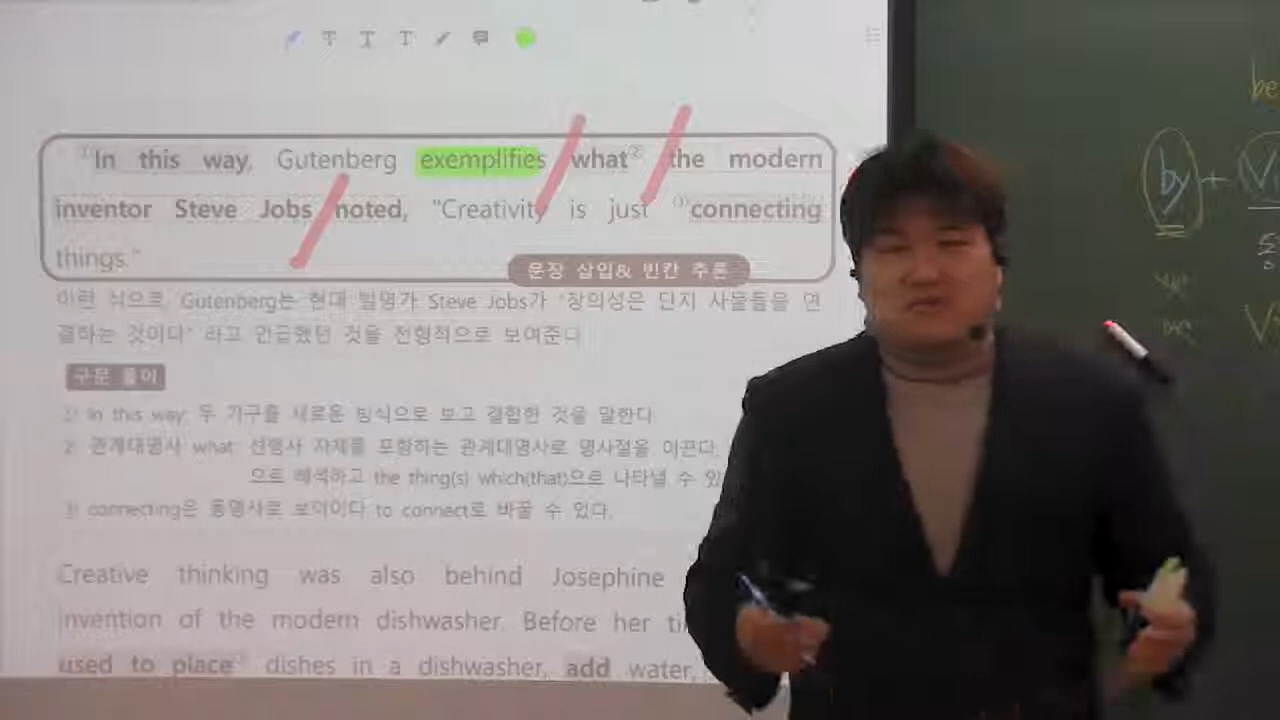 ①In this way, Gutenberg exemplifies what② the modern
inventor Steve Jobs noted, "Creativity is just ③connecting
things."
문장 삽입& 빈칸 추론
이런 식으로 Gutenberg는 현대 발명가 Steve Jobs가 "창의성은 단지 사물들을 연
결하는 것이다" 라고 언급했던 것을 전형적으로 보여준다
구문 풀이
① In this way: 두 기구를 새로운 방식으로 보고 결합한 것을 말한다
② 관계대명사 what: 선행사 자체를 포함하는 관계대명사로 명사절을 이끈다.
으로 해석하고 the thing(s) which(that)으로 나타낼 수 있
③ connecting은 동명사로 보어이다 to connect로 바꿀 수 있다.
Creative thinking was also behind Josephine
invention of the modern dishwasher. Before her
used to place dishes in a dishwasher, add water,
be
by +